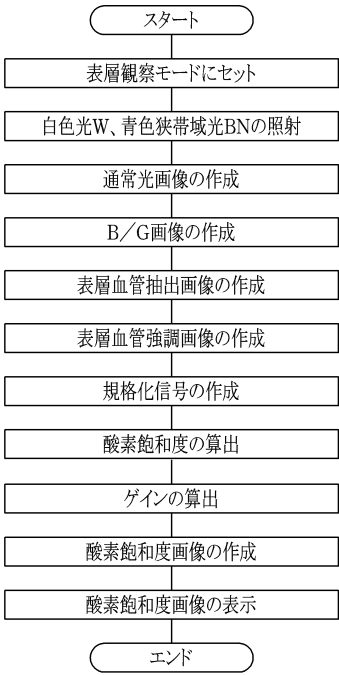 スタート
表層観察モードにセット
白色光W、青色狭帯域光BNの照射
通常光画像の作成
B／G画像の作成
表層血管抽出画像の作成
表層血管強調画像の作成
規格化信号の作成
酸素飽和度の算出
ゲインの算出
酸素飽和度画像の作成
酸素飽和度画像の表示
エンド